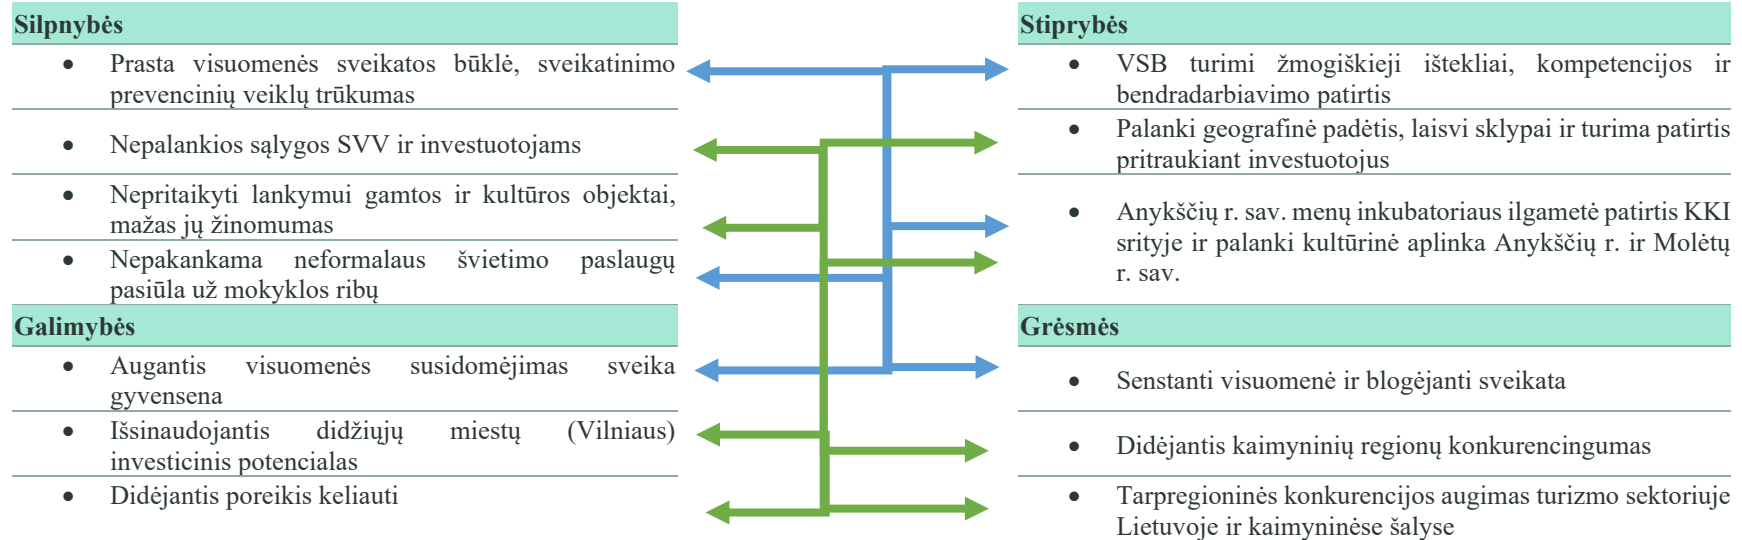 Silpnybės
• Prasta visuomenės sveikatos būklė, sveikatinimo
prevencinių veiklų trūkumas
• Nepalankios sąlygos SVV ir investuotojams
• Nepritaikyti lankymui gamtos ir kultūros objektai,
mažas jų žinomumas
• Nepakankama neformalaus švietimo paslaugų
pasiūla už mokyklos ribų
Galimybės
• Augantis visuomenės susidomėjimas sveika
gyvensena
• Išsinaudojantis didžiųjų miestų (Vilniaus)
investicinis potencialas
• Didėjantis poreikis keliauti
Stiprybės
• VSB turimi žmogiškieji ištekliai, kompetencijos ir
bendradarbiavimo patirtis
• Palanki geografinė padėtis, laisvi sklypai ir turima patirtis
pritraukiant investuotojus
• Anykščių r. sav. menų inkubatoriaus ilgametė patirtis KKI
srityje ir palanki kultūrinė aplinka Anykščių r. ir Molėtų
r. sav.
Grėsmės
• Senstanti visuomenė ir blogėjanti sveikata
• Didėjantis kaimyninių regionų konkurencingumas
• Tarpregioninės konkurencijos augimas turizmo sektoriuje
Lietuvoje ir kaimyninėse šalyse